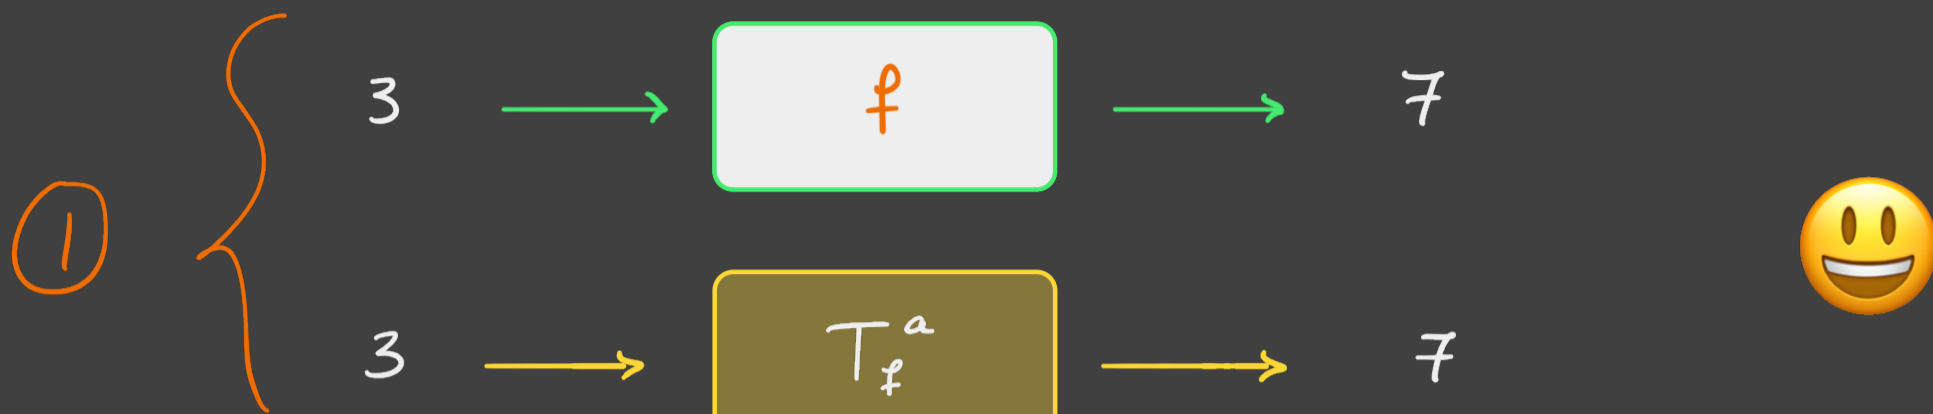 3 → f → 7
①
3 → T_f^a → 7